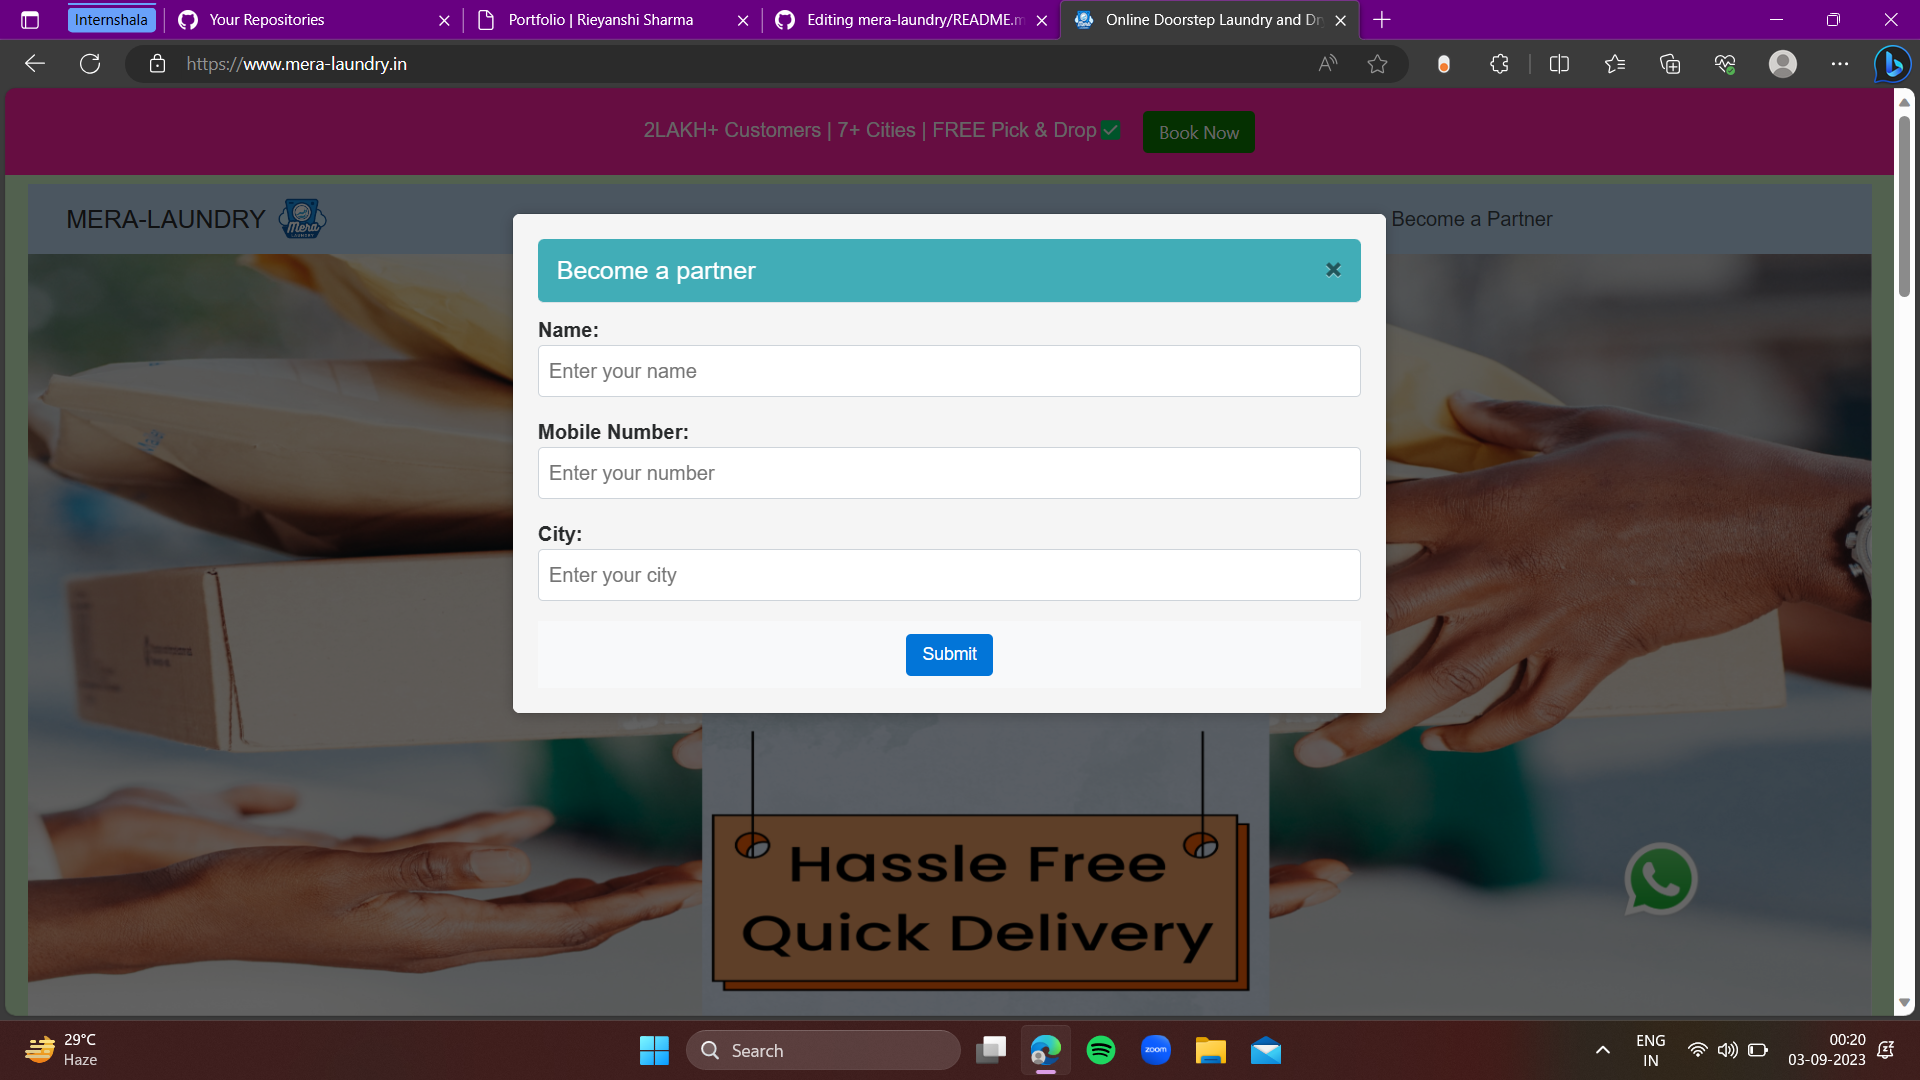 Internshala
Your Repositories
Portfolio | Rieyanshi Sharma
Editing mera-laundry/README.m
Online Doorstep Laundry and Dr
https://www.mera-laundry.in
2LAKH+ Customers | 7+ Cities | FREE Pick & Drop ✅
Book Now
MERA-LAUNDRY
Mera
LAUNDRY
Become a Partner
Become a partner
×
Name:
Enter your name
Mobile Number:
Enter your number
City:
Enter your city
Submit
Hassle Free
Quick Delivery
29°C
Haze
Search
zoom
ENG
IN
00:20
03-09-2023